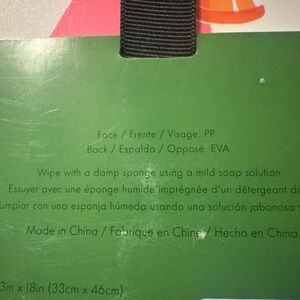 Face / Frente / Visage: PP
Back / Espalda / Opposé: EVA
Wipe with a damp sponge using a mild soap solution
Essuyer avec une éponge humide imprégnée d'un détergent
Limpiar con una esponja húmeda usando una solución jabonosa
Made in China / Fabriqué en Chine / Hecho en China
3in x 18in (33cm x 46cm)